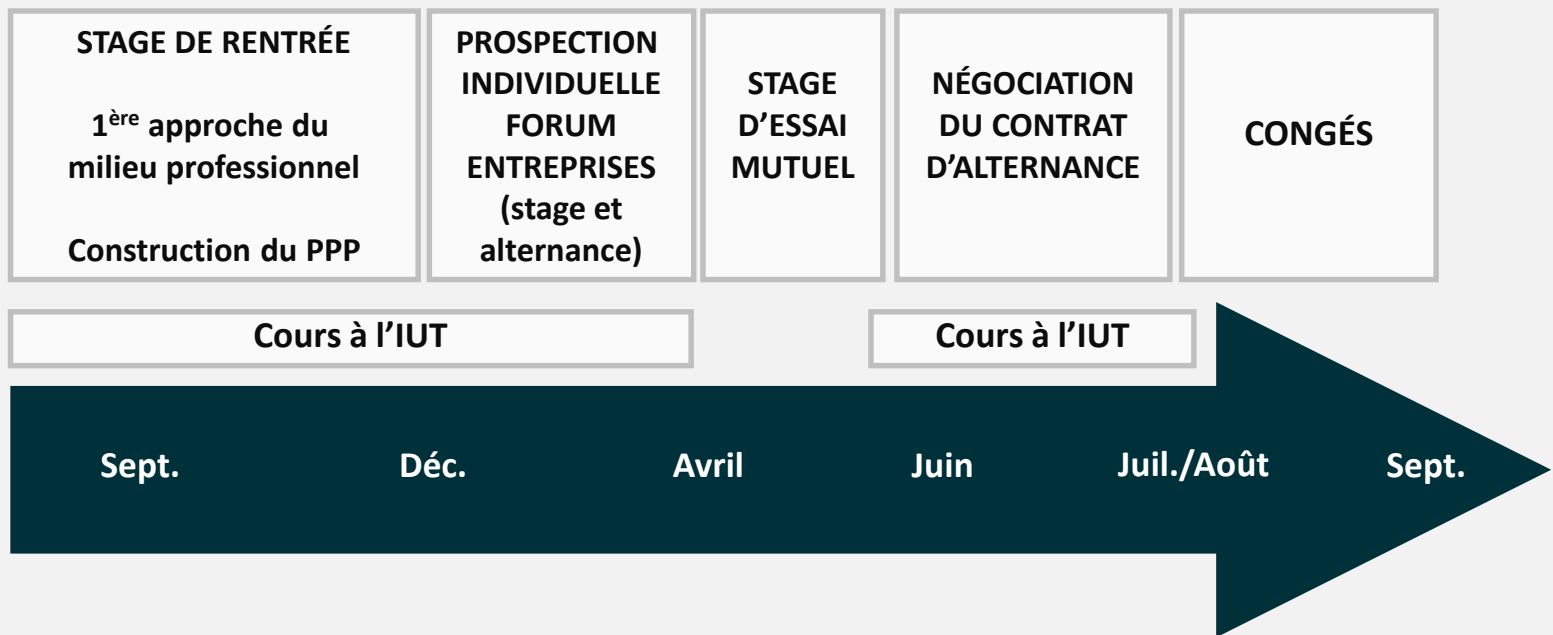 STAGE DE RENTRÉE
1ère approche du
milieu professionnel
Construction du PPP
PROSPECTION
INDIVIDUELLE
FORUM
ENTREPRISES
(stage et
alternance)
STAGE
D’ESSAI
MUTUEL
NÉGOCIATION
DU CONTRAT
D’ALTERNANCE
CONGÉS
Cours à l’IUT
Cours à l’IUT
Sept.
Déc.
Avril
Juin
Juil./Août
Sept.